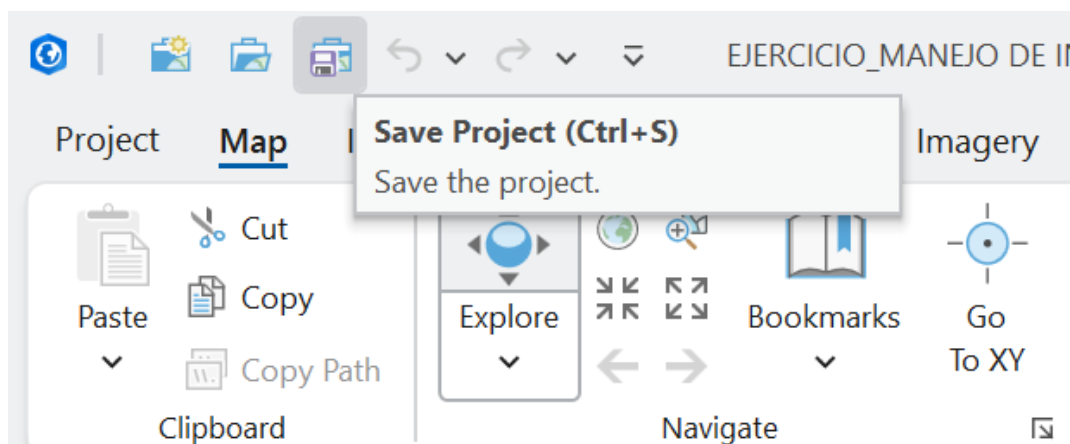 EJERCICIO_MANEJO DE
Project Map Imagery
Save Project (Ctrl+S)
Save the project.
Cut
Copy
Paste
Copy Path
Clipboard
Explore
Bookmarks
Go
To XY
Navigate